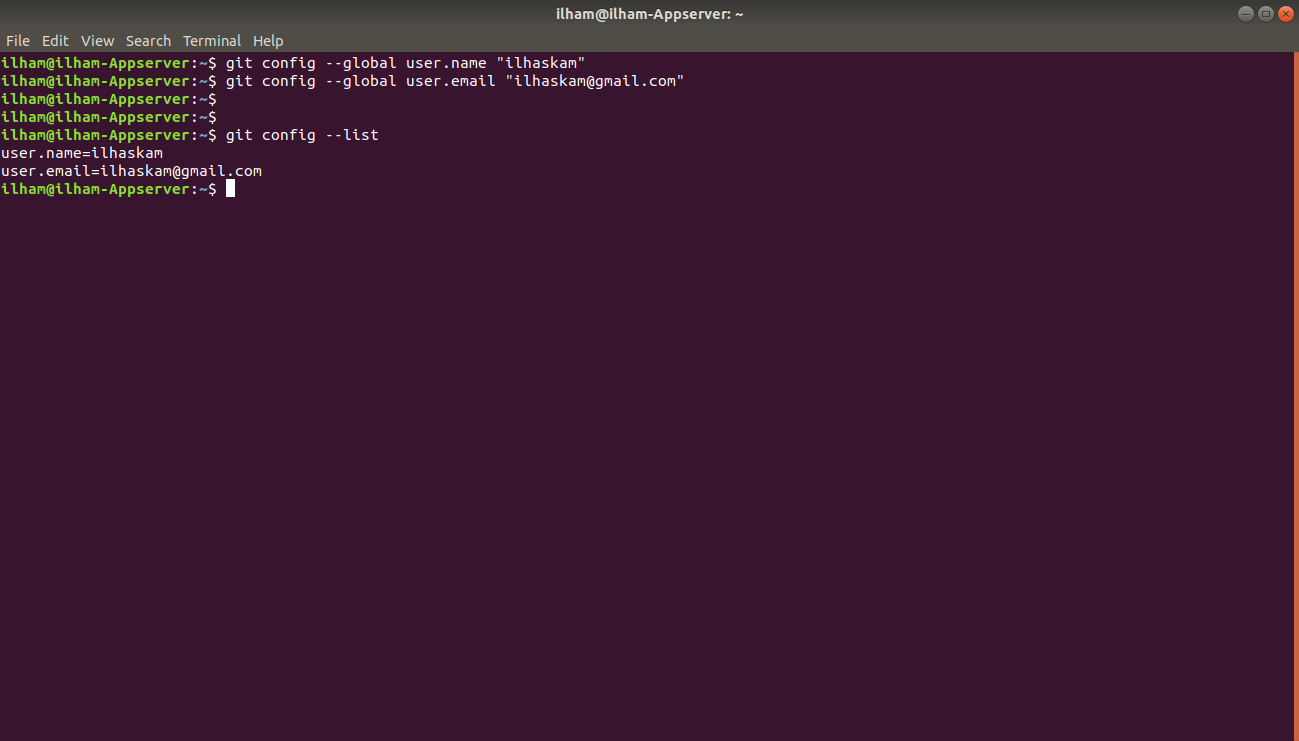 ilham@ilham-Appserver: ~
File Edit View Search Terminal Help
ilham@ilham-Appserver:~$ git config --global user.name "ilhaskam"
ilham@ilham-Appserver:~$ git config --global user.email "ilhaskam@gmail.com"
ilham@ilham-Appserver:~$
ilham@ilham-Appserver:~$
ilham@ilham-Appserver:~$ git config --list
user.name=ilhaskam
user.email=ilhaskam@gmail.com
ilham@ilham-Appserver:~$